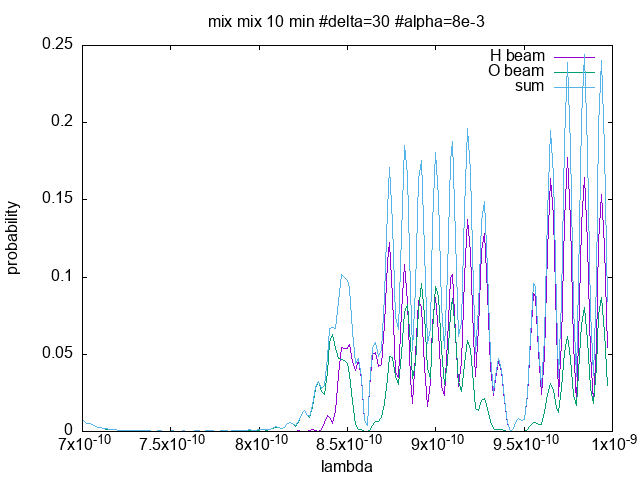 mix mix 10 min #delta=30 #alpha=8e-3
0.25
0.2
0.15
0.1
0.05
0
probability
H beam
O beam
sum
7x10⁻¹⁰ 7.5x10⁻¹⁰ 8x10⁻¹⁰ 8.5x10⁻¹⁰ 9x10⁻¹⁰ 9.5x10⁻¹⁰ 1x10⁻⁹
lambda